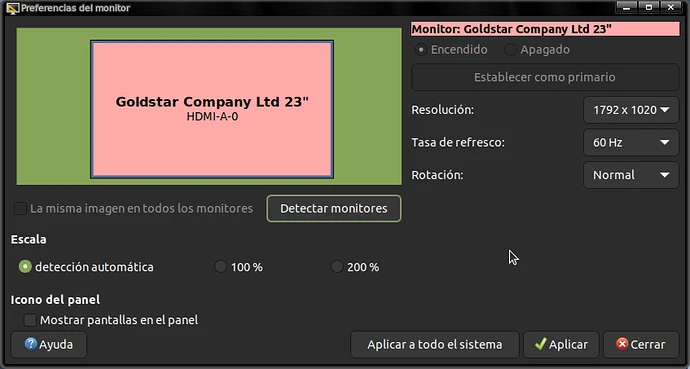 Preferencias del monitor
Goldstar Company Ltd 23"
HDMI-A-0
La misma imagen en todos los monitores
Detectar monitores
Escala
detección automática
100 %
200 %
Icono del panel
Mostrar pantallas en el panel
Monitor: Goldstar Company Ltd 23"
Encendido
Apagado
Establecer como primario
Resolución:
1792 x 1020
Tasa de refresco:
60 Hz
Rotación:
Normal
Ayuda
Aplicar a todo el sistema
Aplicar
Cerrar